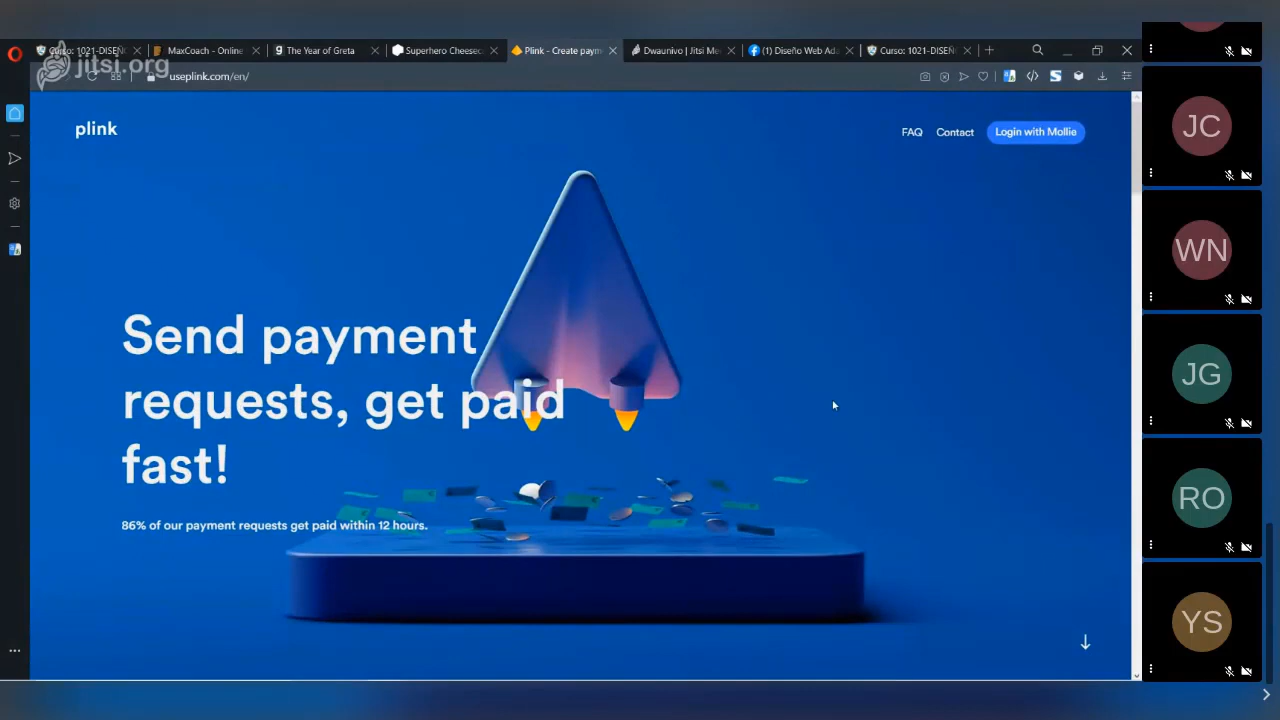 Curso: 1021-DISEÑ
MaxCoach - Online
The Year of Greta
Superhero Cheesec
Plink - Create paym
Dwaunivo | Jitsi Me
(1) Diseño Web Ada
Curso: 1021-DISEÑ
jitsi.org
useplink.com/en/
plink
FAQ
Contact
Login with Mollie
Send payment
requests, get paid
fast!
86% of our payment requests get paid within 12 hours.
JC
WN
JG
RO
YS